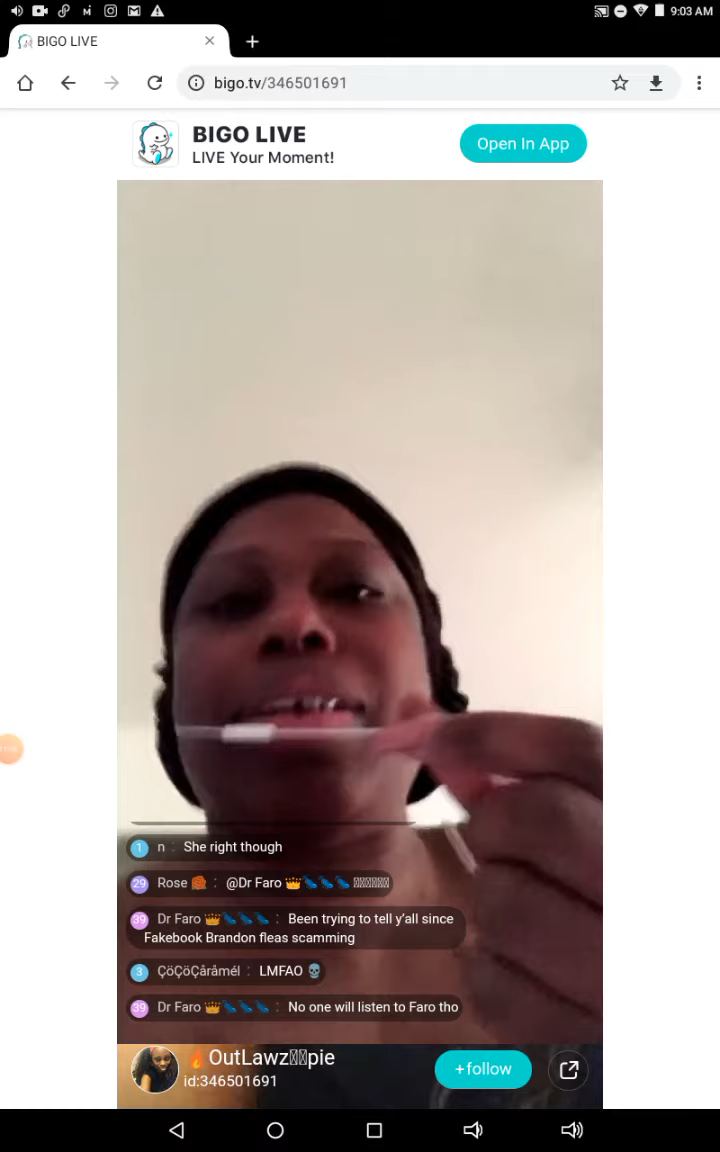 9:03 AM
BIGO LIVE
bigo.tv/346501691
BIGO LIVE
LIVE Your Moment!
Open In App
1 n : She right though
29 Rose : @Dr Faro
39 Dr Faro : Been trying to tell y'all since
Fakebook Brandon fleas scamming
3 ÇöÇöÇåråmél : LMFAO
39 Dr Faro : No one will listen to Faro tho
OutLawz pie
id:346501691
+follow